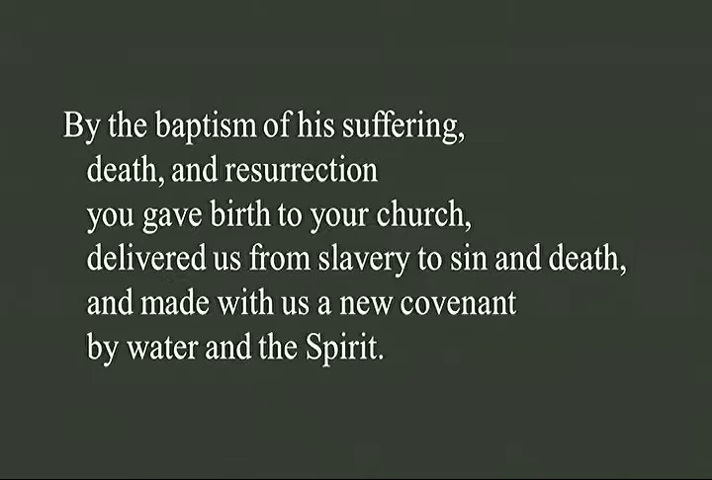 By the baptism of his suffering,
death, and resurrection
you gave birth to your church,
delivered us from slavery to sin and death,
and made with us a new covenant
by water and the Spirit.